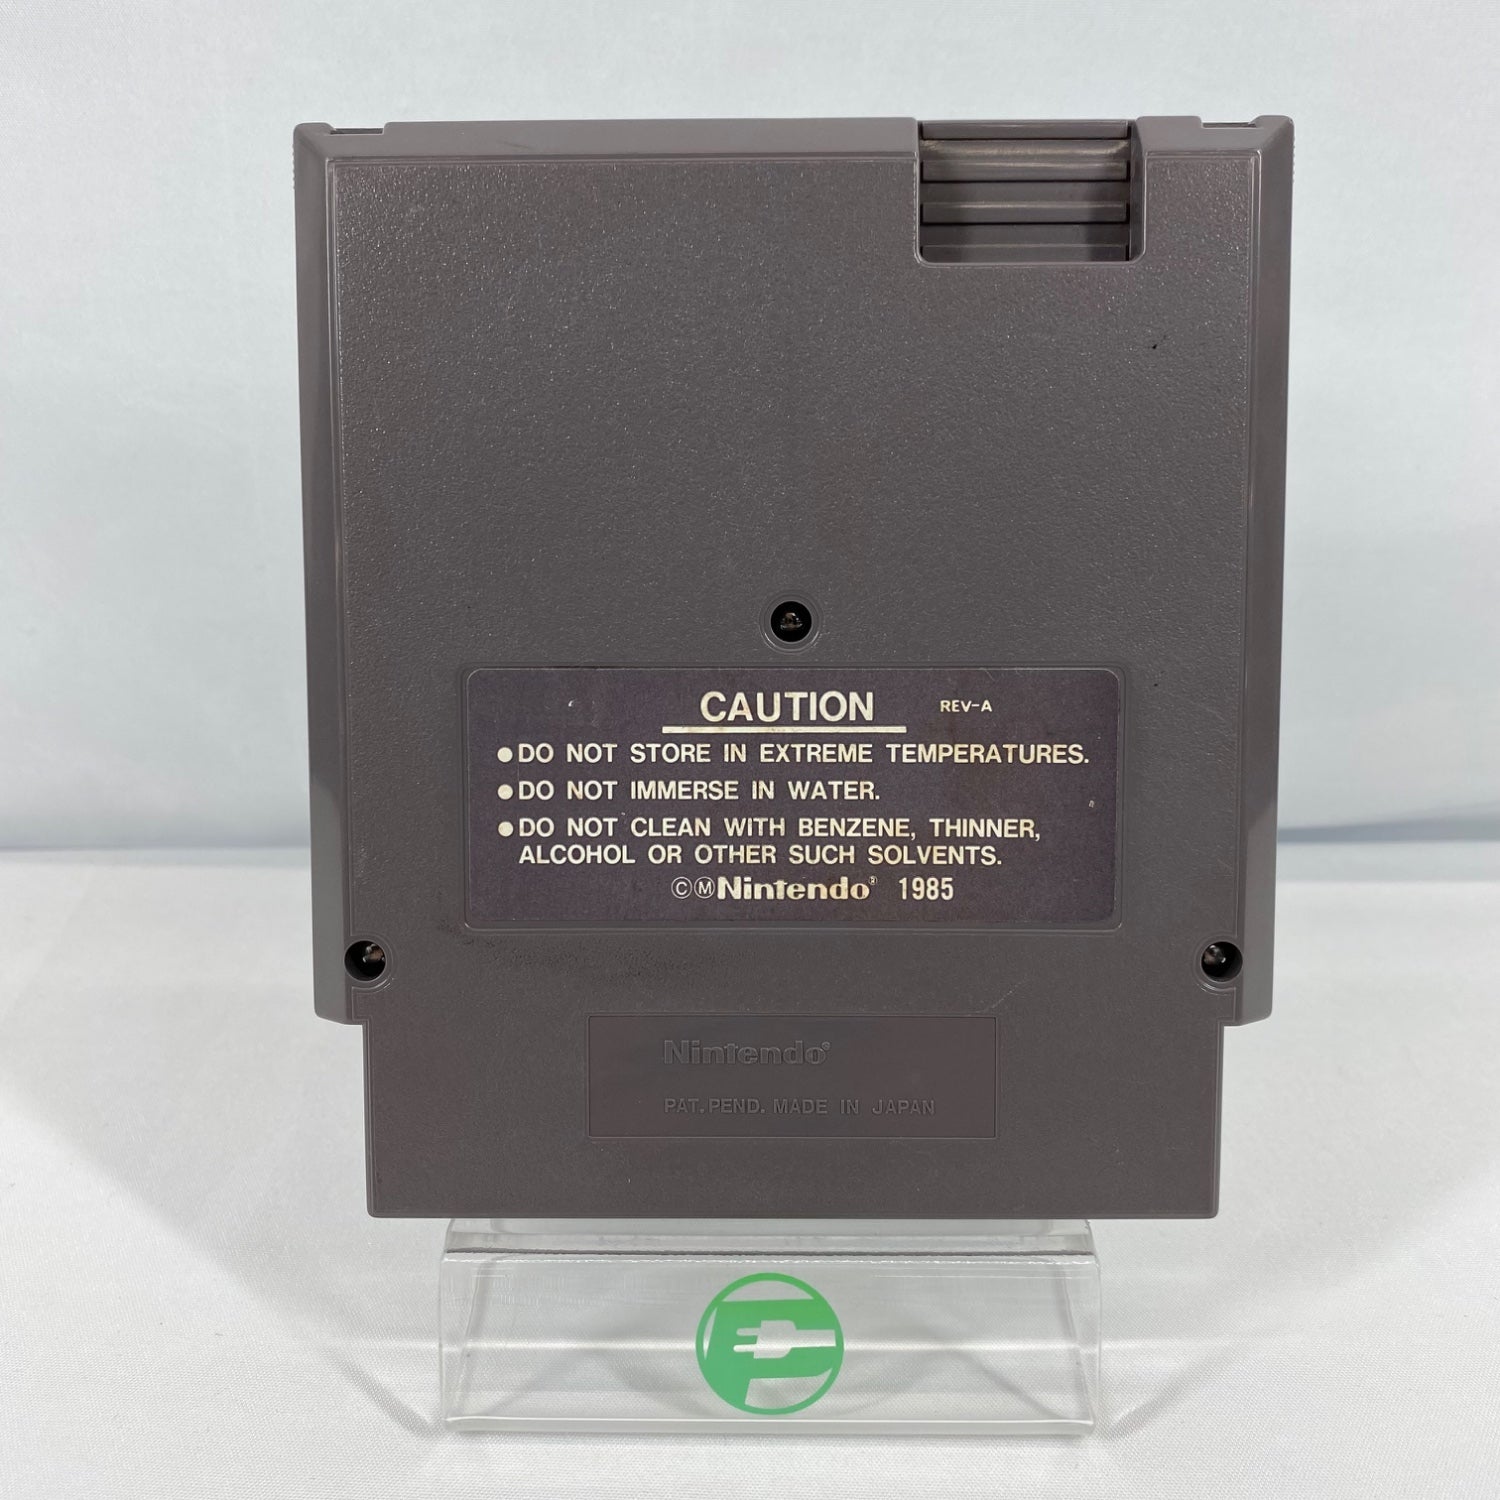 CAUTION REV-A
●DO NOT STORE IN EXTREME TEMPERATURES.
●DO NOT IMMERSE IN WATER.
●DO NOT CLEAN WITH BENZENE, THINNER,
ALCOHOL OR OTHER SUCH SOLVENTS.
©ⓂNintendo® 1985
Nintendo®
PAT. PEND. MADE IN JAPAN